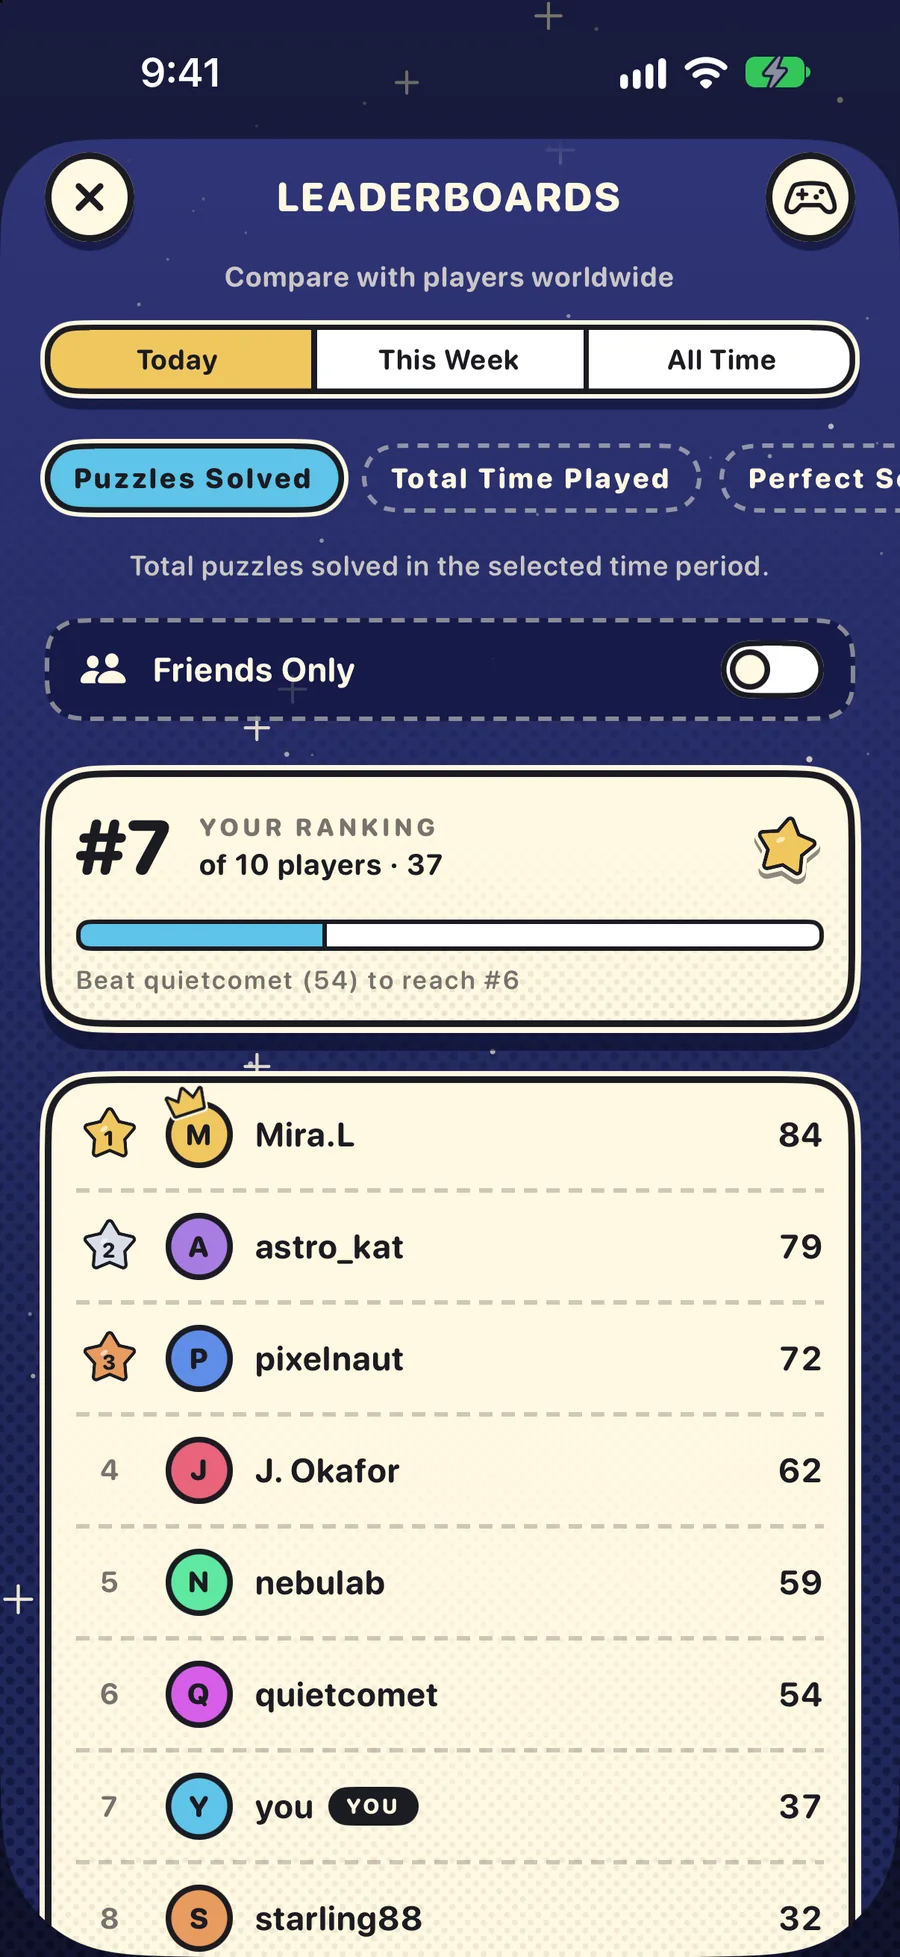 9:41
LEADERBOARDS
Compare with players worldwide
Today
This Week
All Time
Puzzles Solved
Total Time Played
Perfect S
Total puzzles solved in the selected time period.
Friends Only
#7
YOUR RANKING
of 10 players · 37
Beat quietcomet (54) to reach #6
1 M Mira.L 84
2 A astro_kat 79
3 P pixelnaut 72
4 J J. Okafor 62
5 N nebulab 59
6 Q quietcomet 54
7 Y you YOU 37
8 S starling88 32